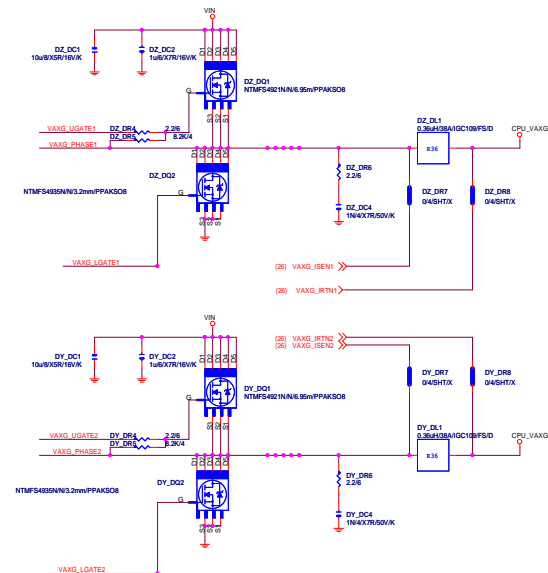 VIN
DZ_DC1
10u/8/X5R/16V/K
DZ_DC2
1u/6/X7R/16V/K
D1
D2
D3
D4
D5
DZ_DQ1
NTMFS4921N/N/6.95m/PPAKSO8
G
S3
S2
S1
VAXG_UGATE1
DZ_DR4
2.2/6
VAXG_PHASE1
DZ_DR5
8.2K/4
DZ_DL1
0.36uH/38A/IGC109/FS/D
CPU_VAXG
R36
D1
D2
D3
D4
D5
DZ_DQ2
NTMFS4935N/N/3.2mm/PPAKSO8
G
S3
S2
S1
DZ_DR6
2.2/6
DZ_DC4
1N/4/X7R/50V/K
DZ_DR7
0/4/SHT/X
DZ_DR8
0/4/SHT/X
VAXG_LGATE1
(26) VAXG_ISEN1
(26) VAXG_IRTN1
VIN
(26) VAXG_IRTN2
(26) VAXG_ISEN2
DY_DC1
10u/8/X5R/16V/K
DY_DC2
1u/6/X7R/16V/K
D1
D2
D3
D4
D5
DY_DQ1
NTMFS4921N/N/6.95m/PPAKSO8
G
S3
S2
S1
DY_DR7
0/4/SHT/X
DY_DR8
0/4/SHT/X
VAXG_UGATE2
DY_DR4
2.2/6
VAXG_PHASE2
DY_DR5
8.2K/4
DY_DL1
0.36uH/38A/IGC109/FS/D
CPU_VAXG
R36
D1
D2
D3
D4
D5
DY_DQ2
NTMFS4935N/N/3.2mm/PPAKSO8
G
S3
S2
S1
DY_DR6
2.2/6
DY_DC4
1N/4/X7R/50V/K
VAXG_LGATE2